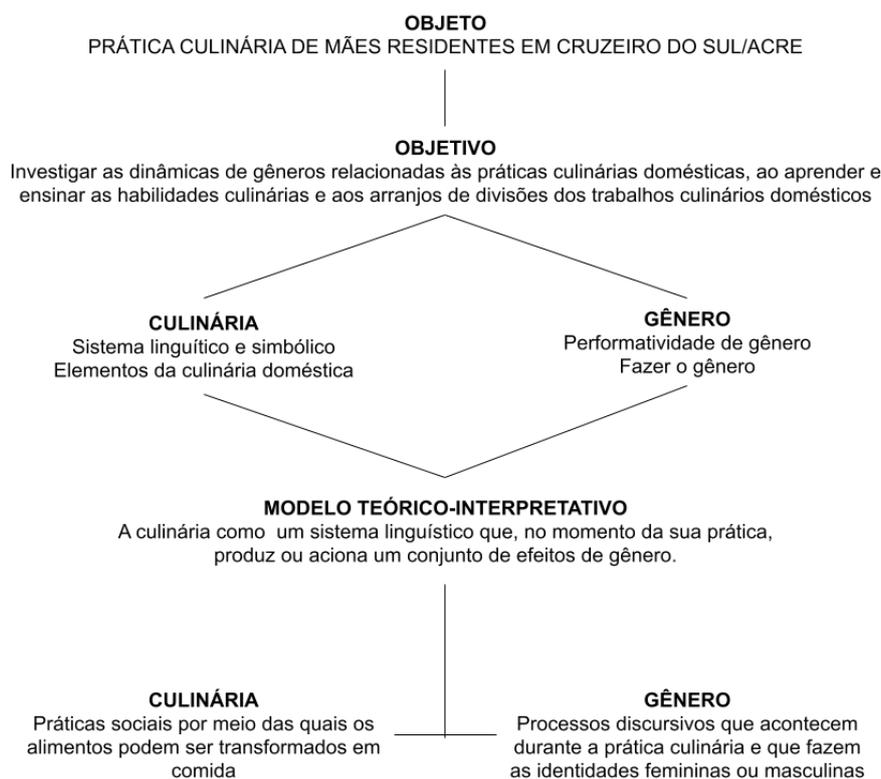 OBJETO
PRÁTICA CULINÁRIA DE MÃES RESIDENTES EM CRUZEIRO DO SUL/ACRE
OBJETIVO
Investigar as dinâmicas de gêneros relacionadas às práticas culinárias domésticas, ao aprender e
ensinar as habilidades culinárias e aos arranjos de divisões dos trabalhos culinários domésticos
CULINÁRIA
Sistema linguítico e simbólico
Elementos da culinária doméstica
GÊNERO
Performatividade de gênero
Fazer o gênero
MODELO TEÓRICO-INTERPRETATIVO
A culinária como um sistema linguístico que, no momento da sua prática,
produz ou aciona um conjunto de efeitos de gênero.
CULINÁRIA
Práticas sociais por meio das quais os
alimentos podem ser transformados em
comida
GÊNERO
Processos discursivos que acontecem
durante a prática culinária e que fazem
as identidades femininas ou masculinas